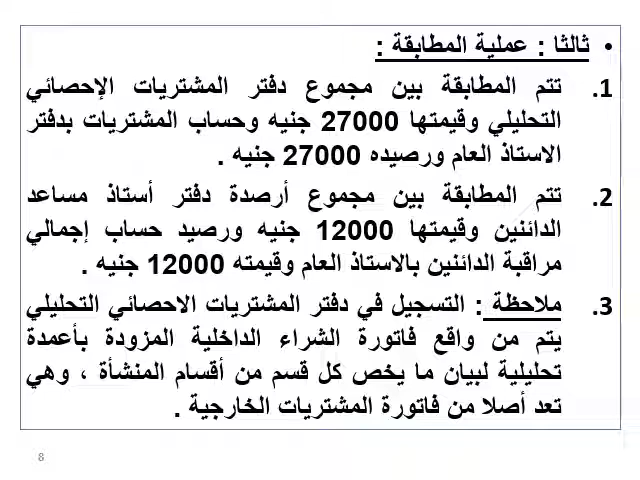 • ثالثا : عملية المطابقة :
1. تتم المطابقة بين مجموع دفتر المشتريات الإحصائي
التحليلي وقيمتها 27000 جنيه وحساب المشتريات بدفتر
الاستاذ العام ورصيده 27000 جنيه .
2. تتم المطابقة بين مجموع أرصدة دفتر أستاذ مساعد
الدائنين وقيمتها 12000 جنيه ورصيد حساب إجمالي
مراقبة الدائنين بالاستاذ العام وقيمته 12000 جنيه .
3. ملاحظة : التسجيل في دفتر المشتريات الاحصائي التحليلي
يتم من واقع فاتورة الشراء الداخلية المزودة بأعمدة
تحليلية لبيان ما يخص كل قسم من أقسام المنشأة ، وهي
تعد أصلا من فاتورة المشتريات الخارجية .
8